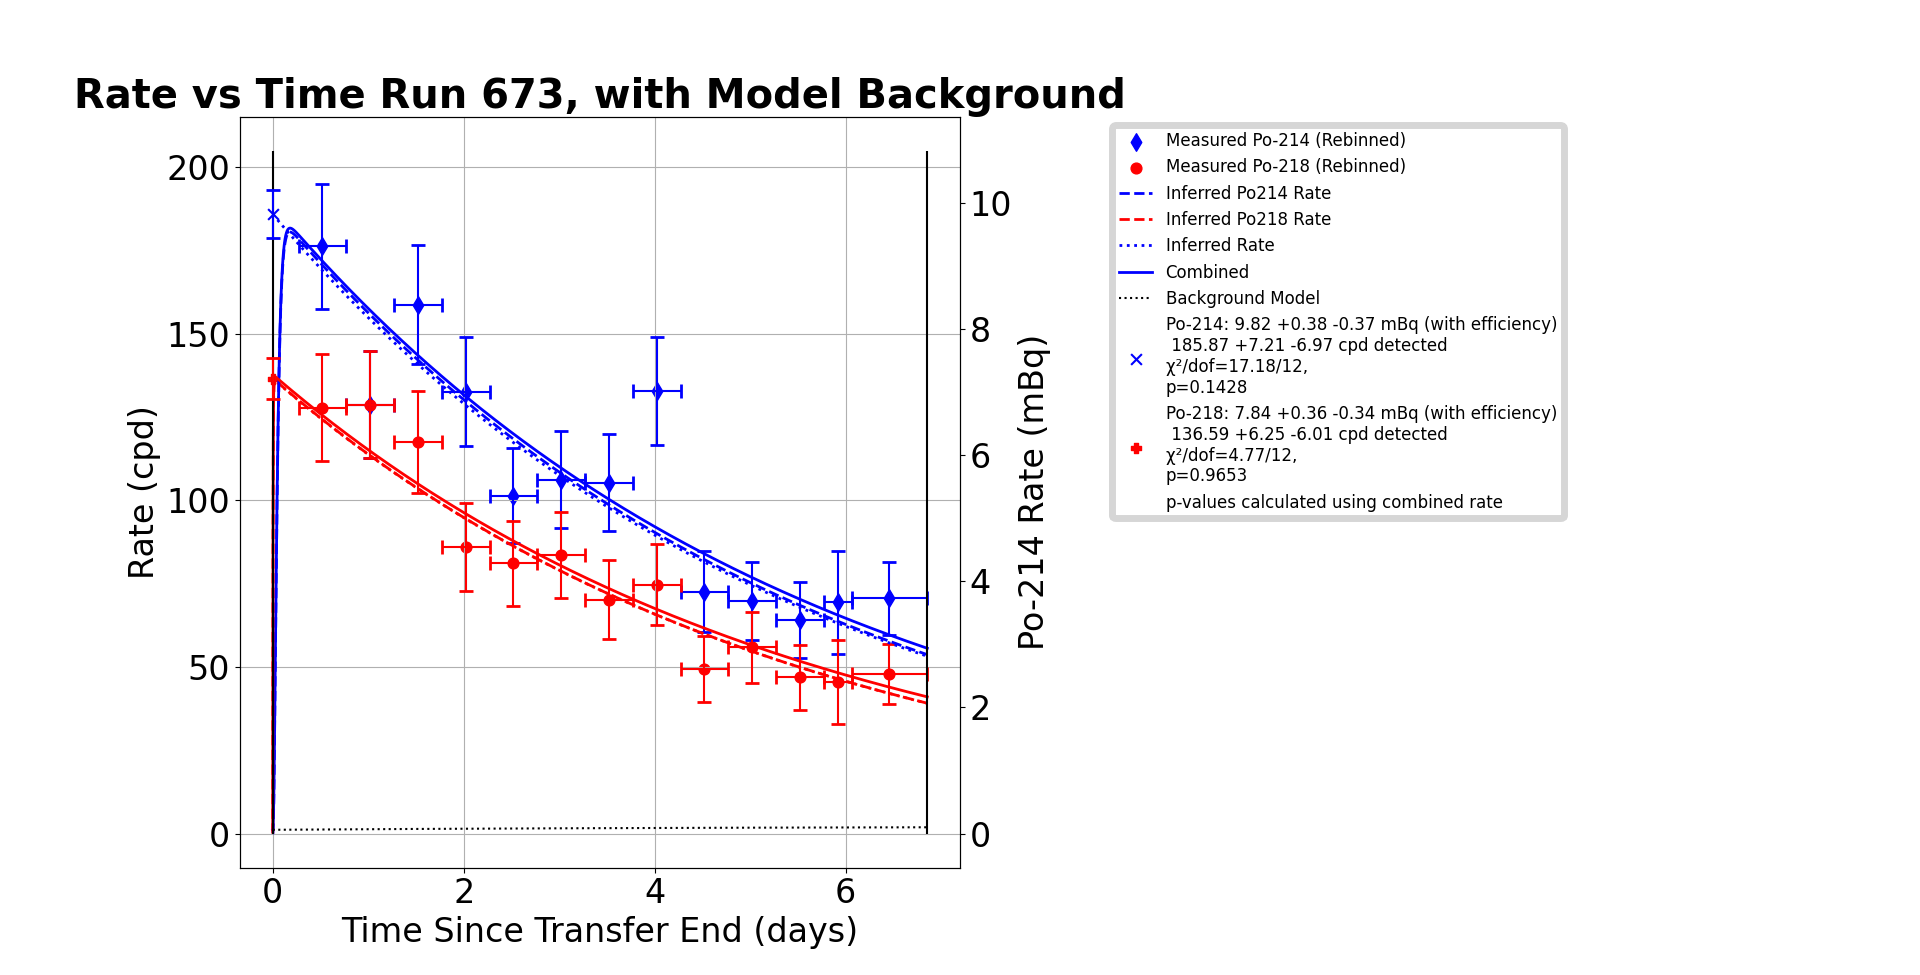 Rate vs Time Run 673, with Model Background
200
150
100
50
0
Rate (cpd)
10
8
6
4
2
0
Po-214 Rate (mBq)
0 2 4 6
Time Since Transfer End (days)
Measured Po-214 (Rebinned)
Measured Po-218 (Rebinned)
Inferred Po214 Rate
Inferred Po218 Rate
Inferred Rate
Combined
Background Model
Po-214: 9.82 +0.38 -0.37 mBq (with efficiency)
185.87 +7.21 -6.97 cpd detected
χ²/dof=17.18/12,
p=0.1428
Po-218: 7.84 +0.36 -0.34 mBq (with efficiency)
136.59 +6.25 -6.01 cpd detected
χ²/dof=4.77/12,
p=0.9653
p-values calculated using combined rate